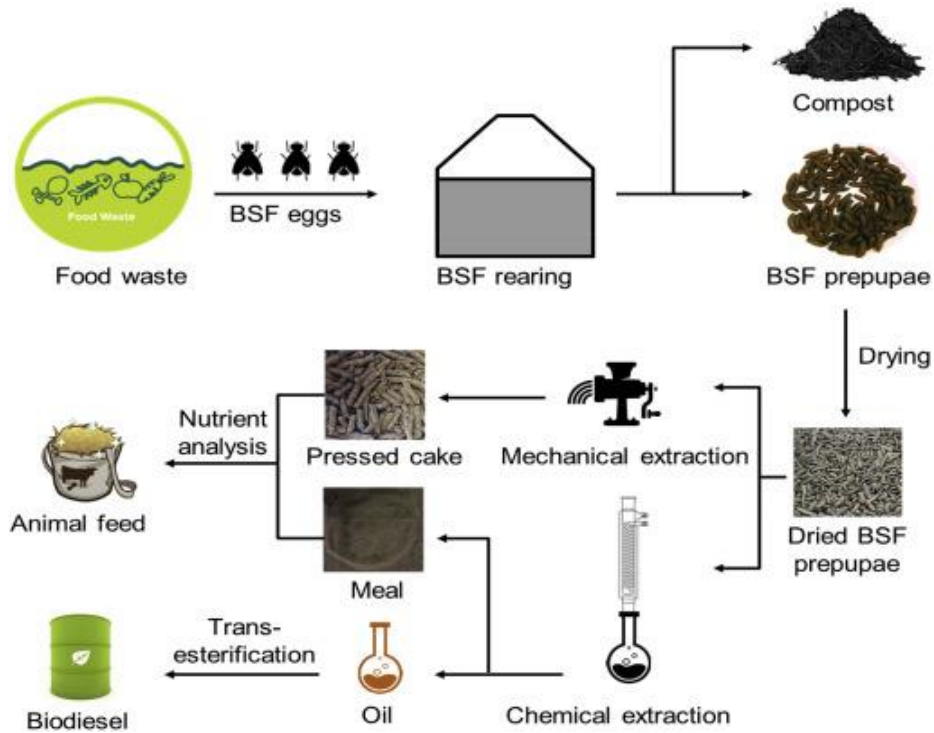 Food Waste
Food waste
BSF eggs
BSF rearing
Compost
BSF prepupae
Drying
Dried BSF
prepupae
Mechanical extraction
Chemical extraction
Pressed cake
Meal
Oil
Nutrient
analysis
Animal feed
Trans-
esterification
Biodiesel